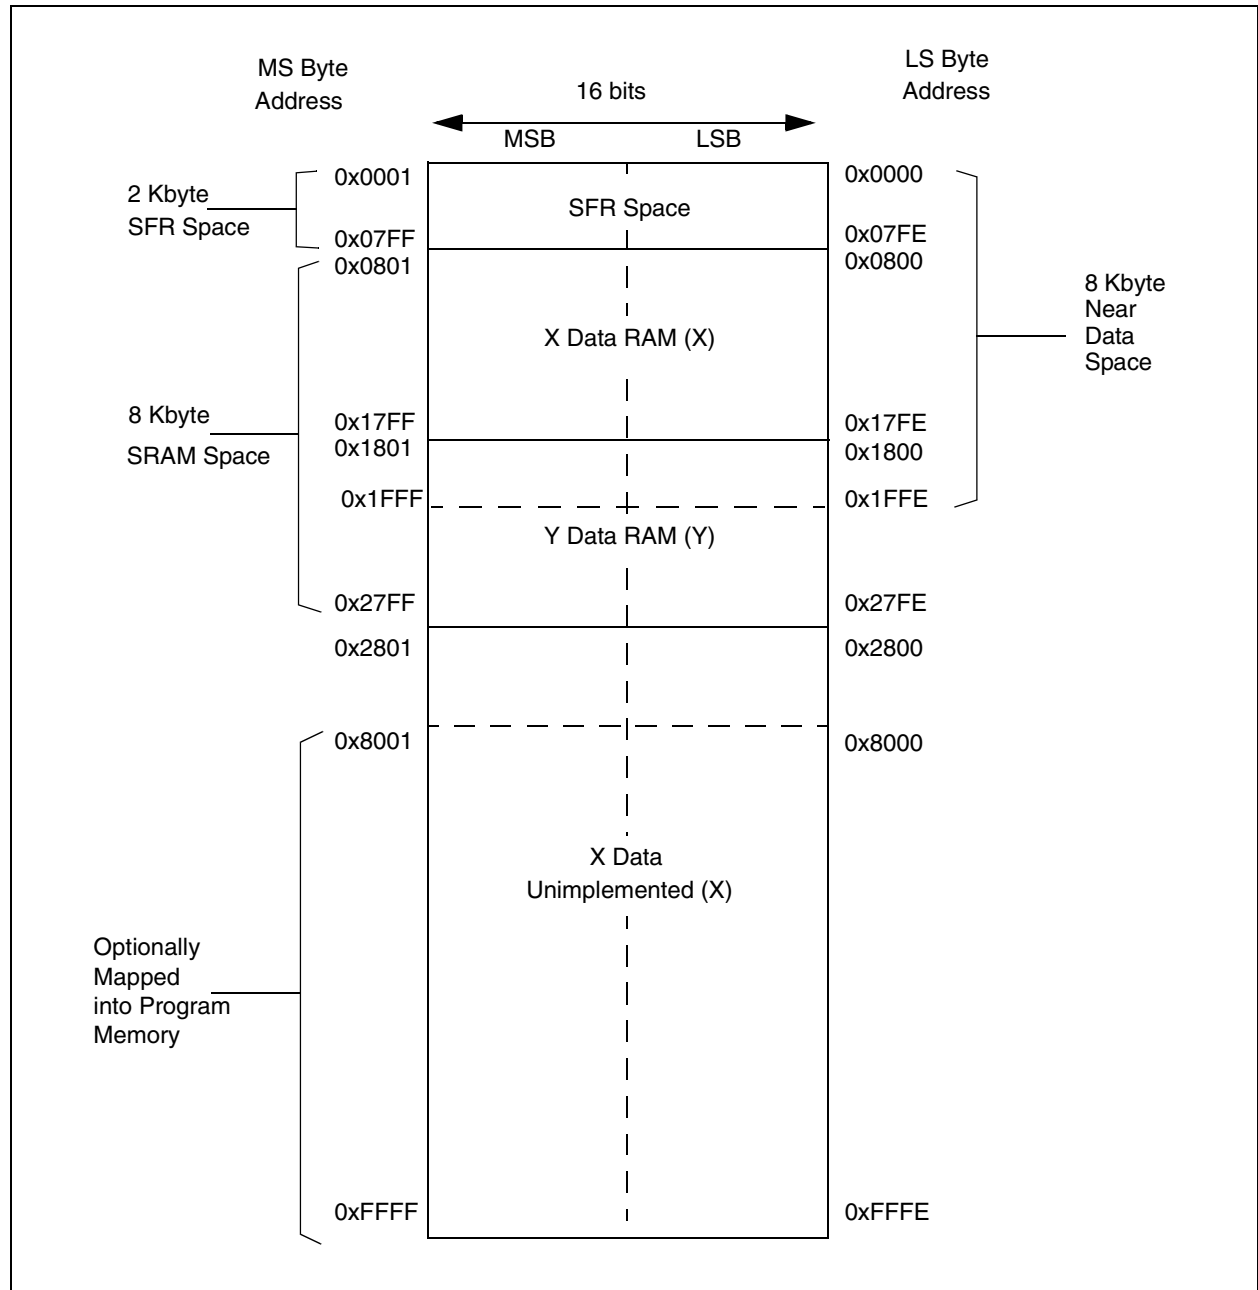 MS Byte
Address
16 bits
LS Byte
Address
MSB
LSB
2 Kbyte
SFR Space
0x0001
0x07FF
SFR Space
0x0000
0x07FE
0x0801
0x0800
8 Kbyte
SRAM Space
X Data RAM (X)
8 Kbyte
Near
Data
Space
0x17FF
0x17FE
0x1801
0x1800
0x1FFF
0x1FFE
Y Data RAM (Y)
0x27FF
0x27FE
0x2801
0x2800
0x8001
0x8000
X Data
Unimplemented (X)
Optionally
Mapped
into Program
Memory
0xFFFF
0xFFFE